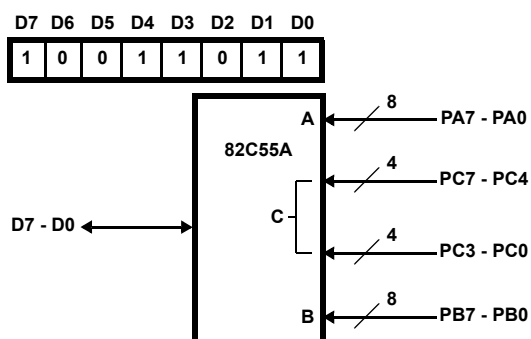 D7 D6 D5 D4 D3 D2 D1 D0
1 0 0 1 1 0 1 1
8
A PA7 - PA0
82C55A
4
PC7 - PC4
C
D7 - D0
4
PC3 - PC0
8
B PB7 - PB0